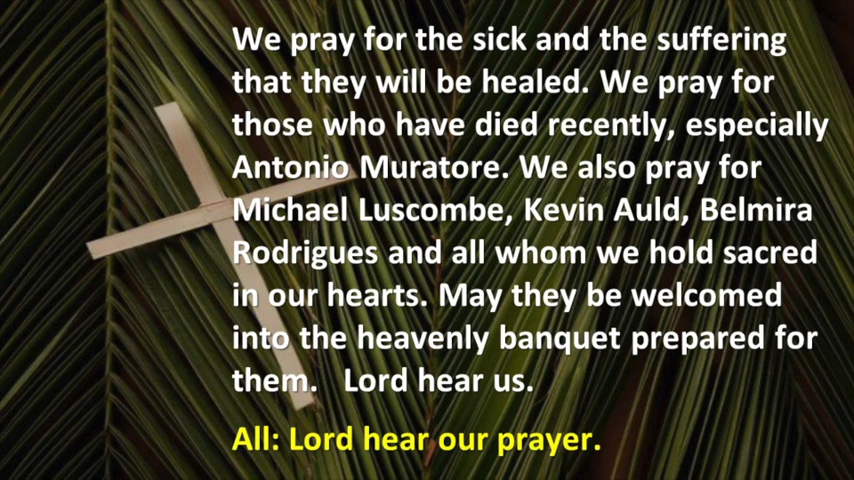 We pray for the sick and the suffering
that they will be healed. We pray for
those who have died recently, especially
Antonio Muratore. We also pray for
Michael Luscombe, Kevin Auld, Belmira
Rodrigues and all whom we hold sacred
in our hearts. May they be welcomed
into the heavenly banquet prepared for
them.   Lord hear us.
All: Lord hear our prayer.